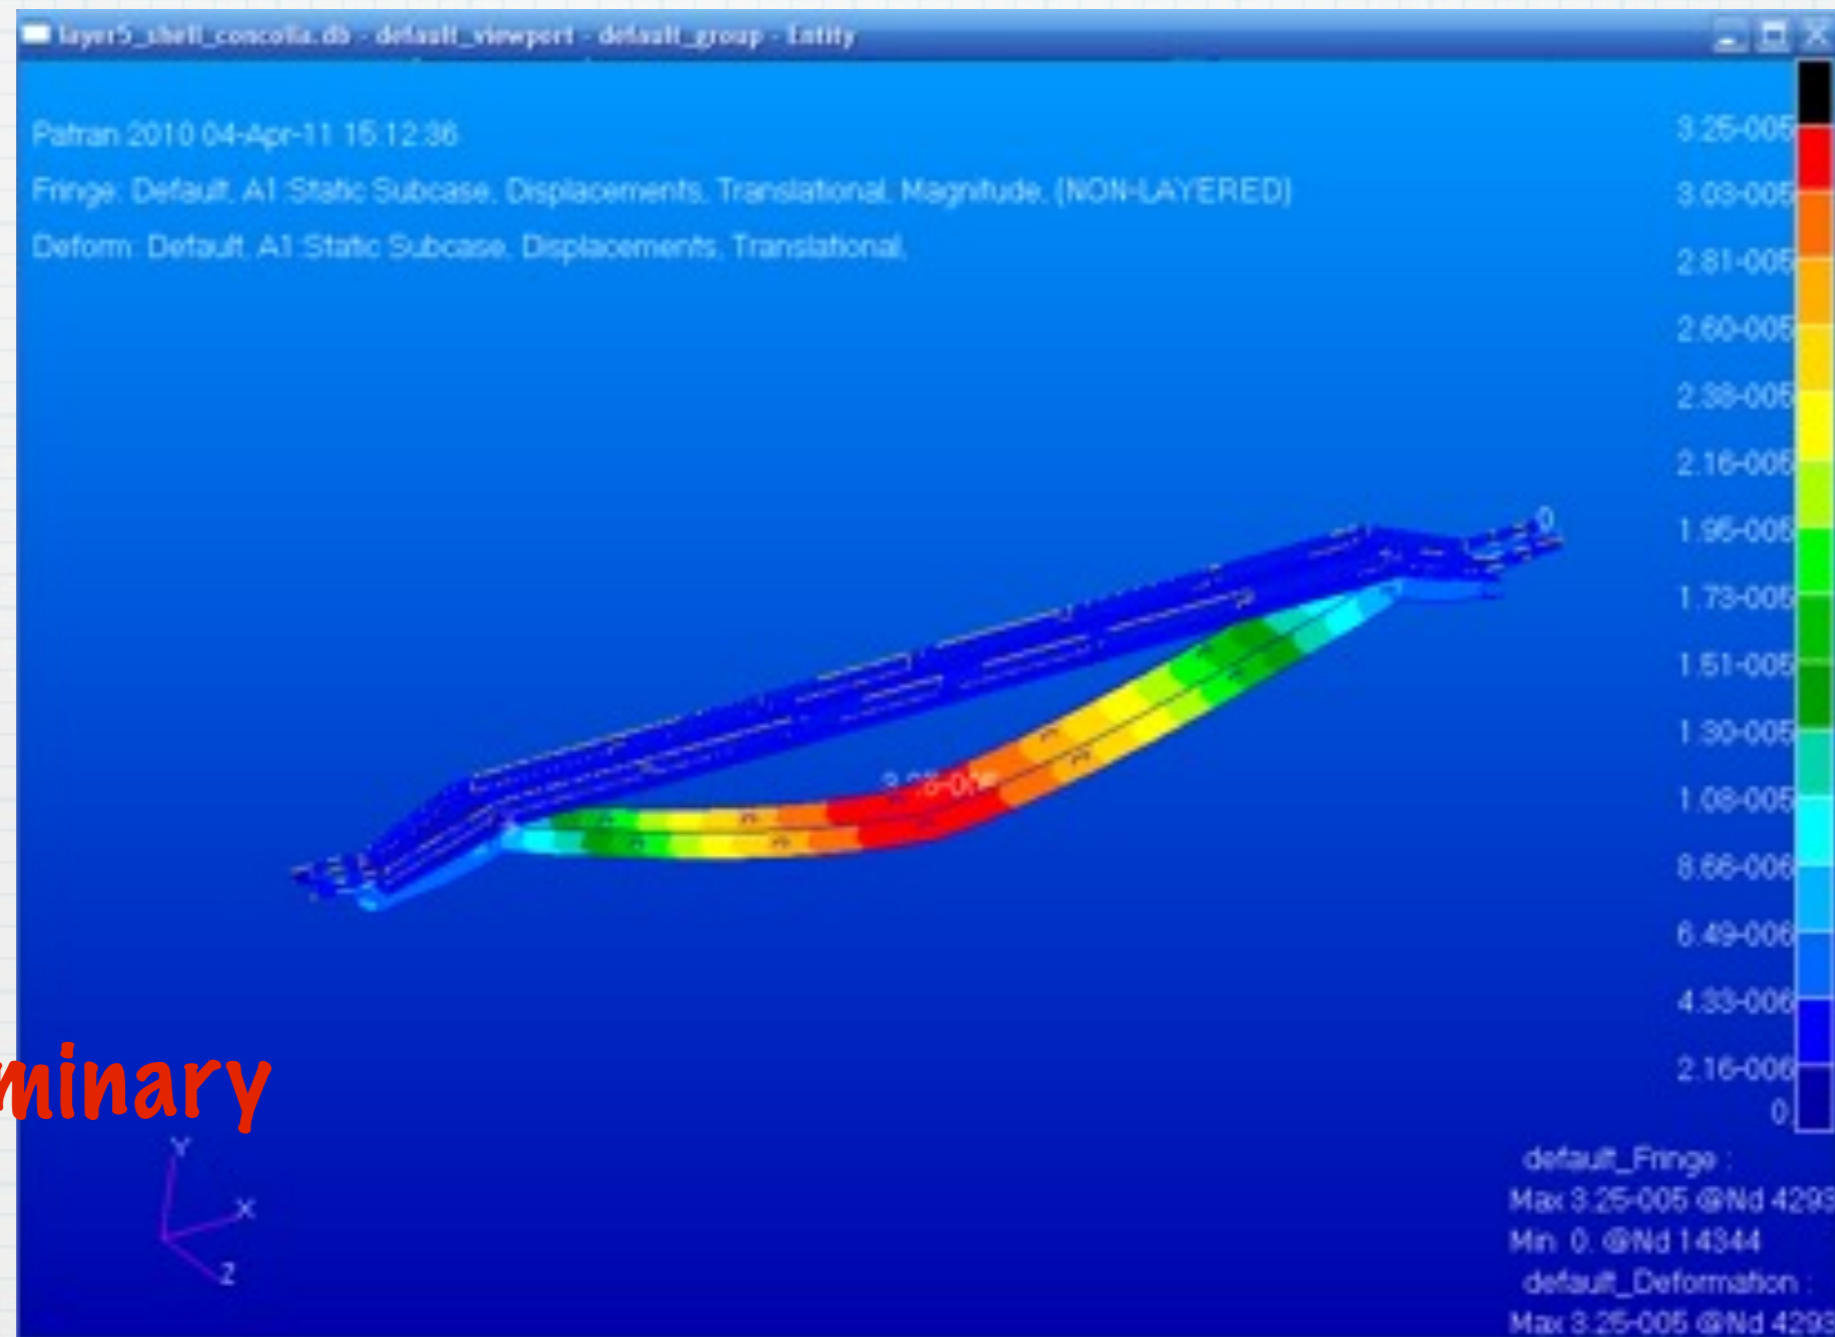 layer5_shell_concolla.db - default_viewport - default_group - Entity
Patran 2010 04-Apr-11 15:12:36
Fringe: Default, A1:Static Subcase, Displacements, Translational, Magnitude, (NON-LAYERED)
Deform: Default, A1:Static Subcase, Displacements, Translational,
3.25-005
3.03-005
2.81-005
2.60-005
2.38-005
2.16-005
1.95-005
1.73-005
1.51-005
1.30-005
1.08-005
8.66-006
6.49-006
4.33-006
2.16-006
0.
0
3.25-005
minary
Y
X
Z
default_Fringe :
Max 3.25-005 @Nd 4293
Min 0. @Nd 14344
default_Deformation :
Max 3.25-005 @Nd 4293